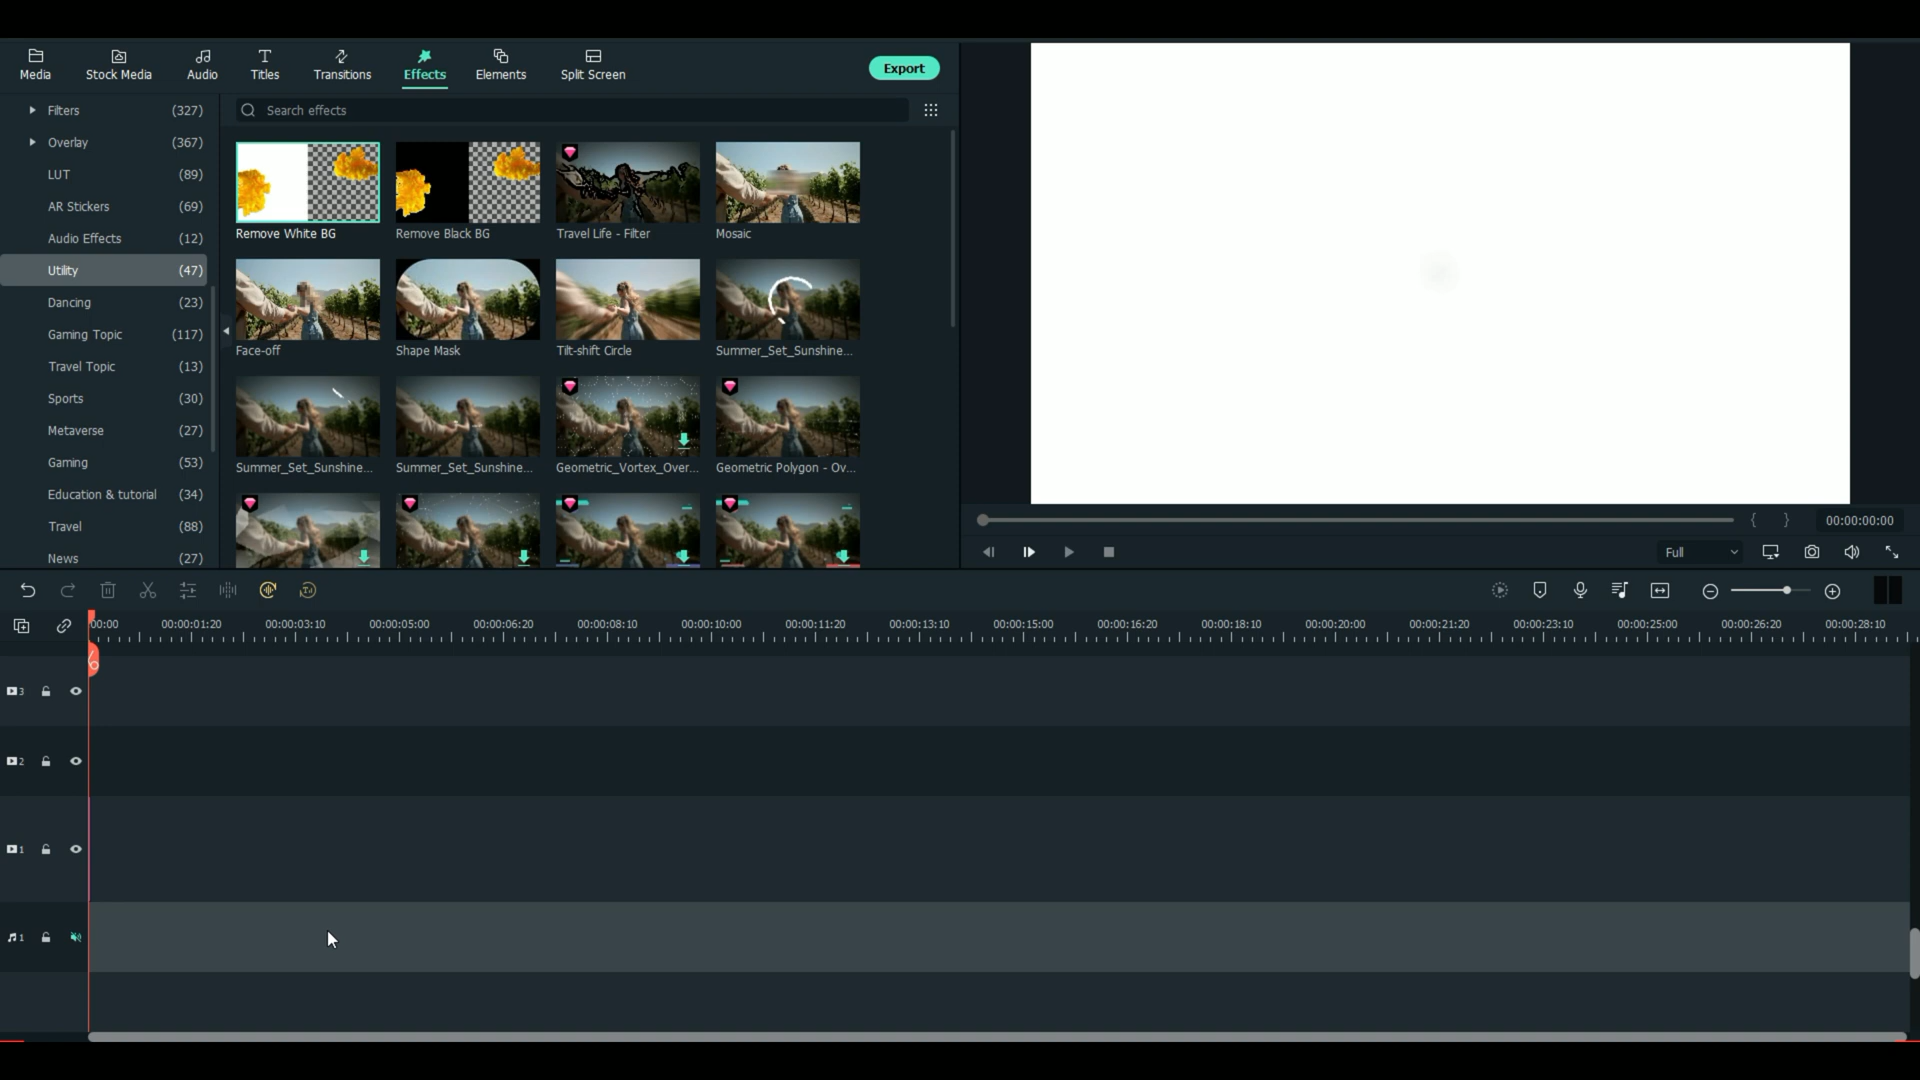 Media
Stock Media
Audio
Titles
Transitions
Effects
Elements
Split Screen
Export
Filters (327)
Overlay (367)
LUT (89)
AR Stickers (69)
Audio Effects (12)
Utility (47)
Dancing (23)
Gaming Topic (117)
Travel Topic (13)
Sports (30)
Metaverse (27)
Gaming (53)
Education & tutorial (34)
Travel (88)
News (27)
Search effects
Remove White BG
Remove Black BG
Travel Life - Filter
Mosaic
Face-off
Shape Mask
Tilt-shift Circle
Summer_Set_Sunshine...
Summer_Set_Sunshine...
Summer_Set_Sunshine...
Geometric_Vortex_Over...
Geometric Polygon - Ov...
{ }
00:00:00:00
Full
00:00
00:00:01:20
00:00:03:10
00:00:05:00
00:00:06:20
00:00:08:10
00:00:10:00
00:00:11:20
00:00:13:10
00:00:15:00
00:00:16:20
00:00:18:10
00:00:20:00
00:00:21:20
00:00:23:10
00:00:25:00
00:00:26:20
00:00:28:10
3
2
1
1